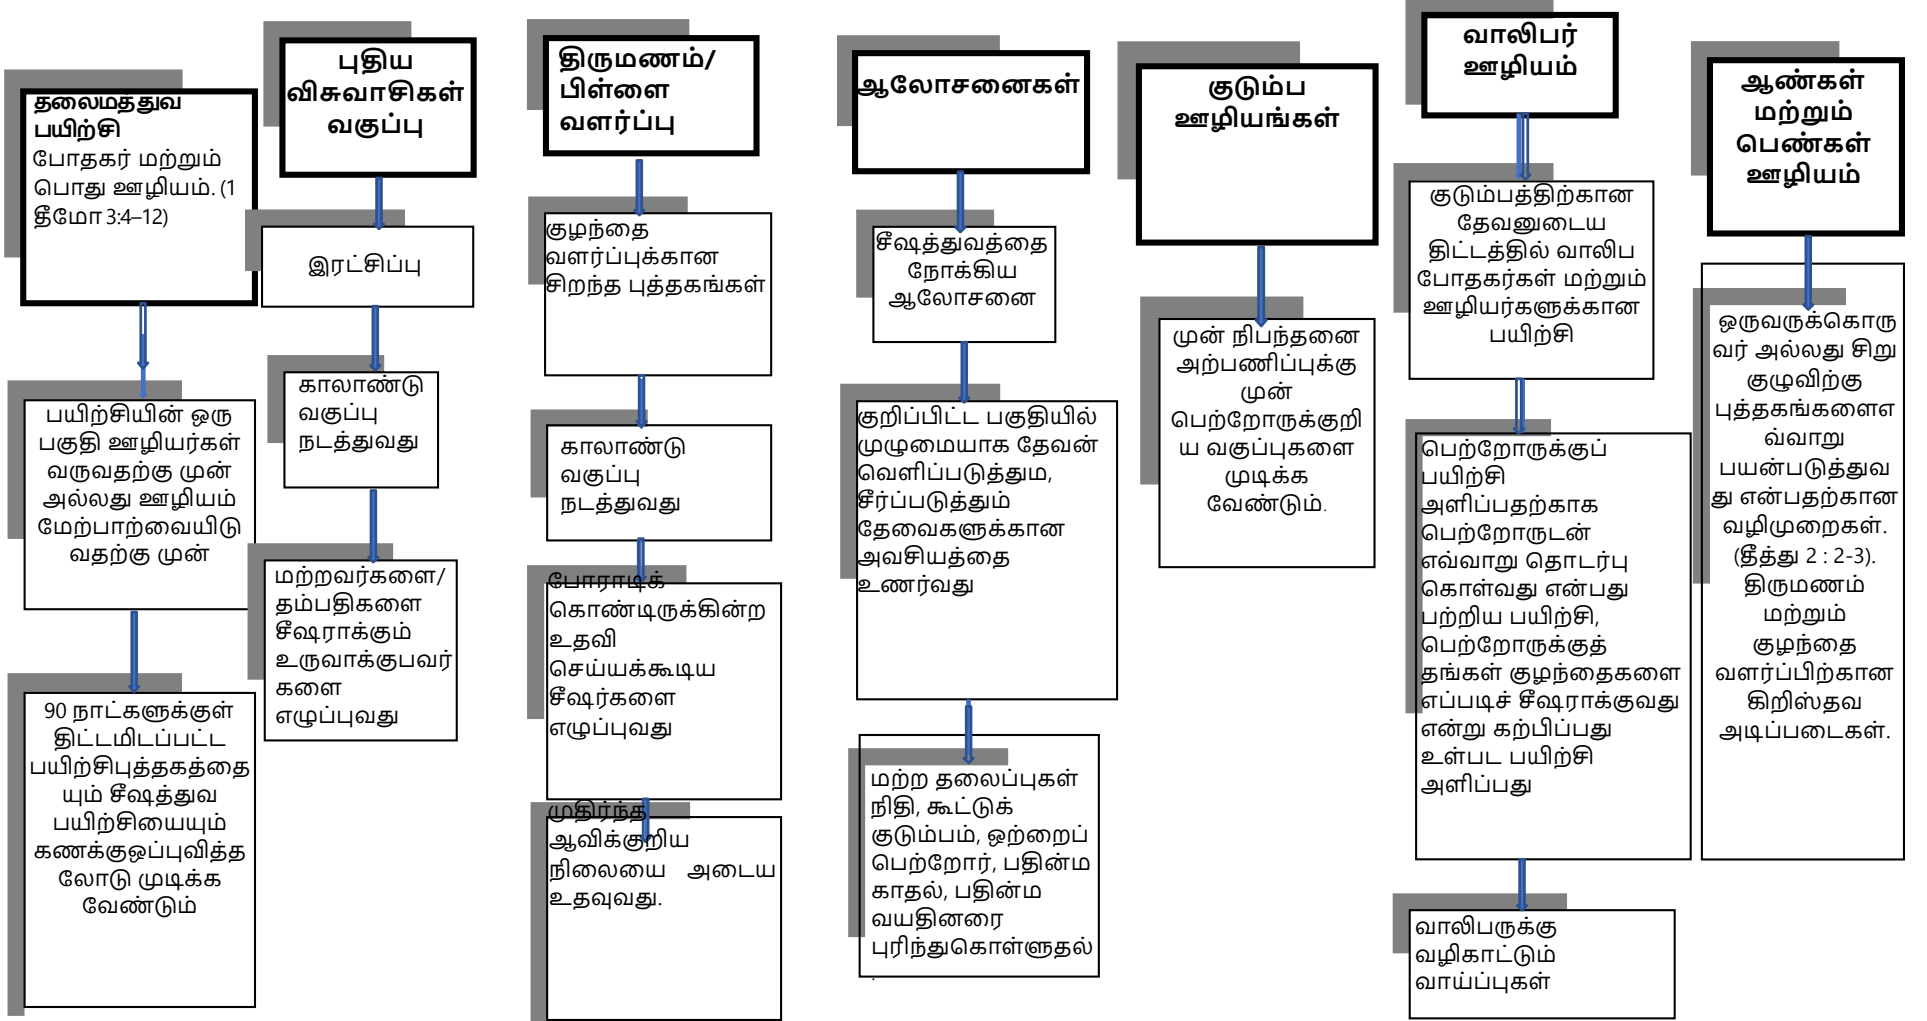 தலைமத்துவ
பயிற்சி
போதகர் மற்றும்
பொது ஊழியம். (1
தீமோ 3:4–12)
பயிற்சியின் ஒரு
பகுதி ஊழியர்கள்
வருவதற்கு முன்
அல்லது ஊழியம்
மேற்பாற்வையிடு
வதற்கு முன்
90 நாட்களுக்குள்
திட்டமிடப்பட்ட
பயிற்சிபுத்தகத்தை
யும் சீஷத்துவ
பயிற்சியையும்
கணக்குஒப்புவித்த
லோடு முடிக்க
வேண்டும்
புதிய
விசுவாசிகள்
வகுப்பு
இரட்சிப்பு
காலாண்டு
வகுப்பு
நடத்துவது
மற்றவர்களை/
தம்பதிகளை
சீஷராக்கும்
உருவாக்குபவர்
களை
எழுப்புவது
திருமணம்/
பிள்ளை
வளர்ப்பு
குழந்தை
வளர்ப்புக்கான
சிறந்த புத்தகங்கள்
காலாண்டு
வகுப்பு
நடத்துவது
போராடிக்
கொண்டிருக்கின்ற
உதவி
செய்யக்கூடிய
சீஷர்களை
எழுப்புவது
முதிர்ந்த
ஆவிக்குறிய
நிலையை அடைய
உதவுவது.
ஆலோசனைகள்
சீஷத்துவத்தை
நோக்கிய
ஆலோசனை
குறிப்பிட்ட பகுதியில்
முழுமையாக தேவன்
வெளிப்படுத்தும,
சீர்ப்படுத்தும்
தேவைகளுக்கான
அவசியத்தை
உணர்வது
மற்ற தலைப்புகள்
நிதி, கூட்டுக்
குடும்பம், ஒற்றைப்
பெற்றோர், பதின்ம
காதல், பதின்ம
வயதினரை
புரிந்துகொள்ளுதல்
.
குடும்ப
ஊழியங்கள்
முன் நிபந்தனை
அற்பணிப்புக்கு
முன்
பெற்றோருக்குறி
ய வகுப்புகளை
முடிக்க
வேண்டும்.
வாலிபர்
ஊழியம்
குடும்பத்திற்கான
தேவனுடைய
திட்டத்தில் வாலிப
போதகர்கள் மற்றும்
ஊழியர்களுக்கான
பயிற்சி
பெற்றோருக்குப்
பயிற்சி
அளிப்பதற்காக
பெற்றோருடன்
எவ்வாறு தொடர்பு
கொள்வது என்பது
பற்றிய பயிற்சி,
பெற்றோருக்குத்
தங்கள் குழந்தைகளை
எப்படிச் சீஷராக்குவது
என்று கற்பிப்பது
உள்பட பயிற்சி
அளிப்பது
வாலிபருக்கு
வழிகாட்டும்
வாய்ப்புகள்
ஆண்கள்
மற்றும்
பெண்கள்
ஊழியம்
ஒருவருக்கொரு
வர் அல்லது சிறு
குழுவிற்கு
புத்தகங்களைஎ
வ்வாறு
பயன்படுத்துவ
து என்பதற்கான
வழிமுறைகள்.
(தீத்து 2 : 2-3).
திருமணம்
மற்றும்
குழந்தை
வளர்ப்பிற்கான
கிறிஸ்தவ
அடிப்படைகள்.